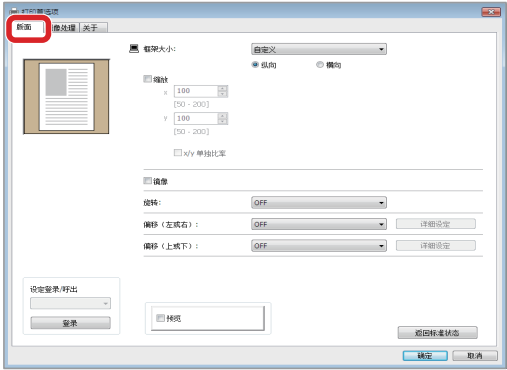 打印首选项
版面 图像处理 关于
框架大小: 自定义
纵向 横向
缩放
x 100
[50 - 200]
y 100
[50 - 200]
x/y 单独比率
镜像
旋转: OFF
偏移（左或右）: OFF 详细设定
偏移（上或下）: OFF 详细设定
设定登录/呼出
登录
预览
返回标准状态
确定 取消